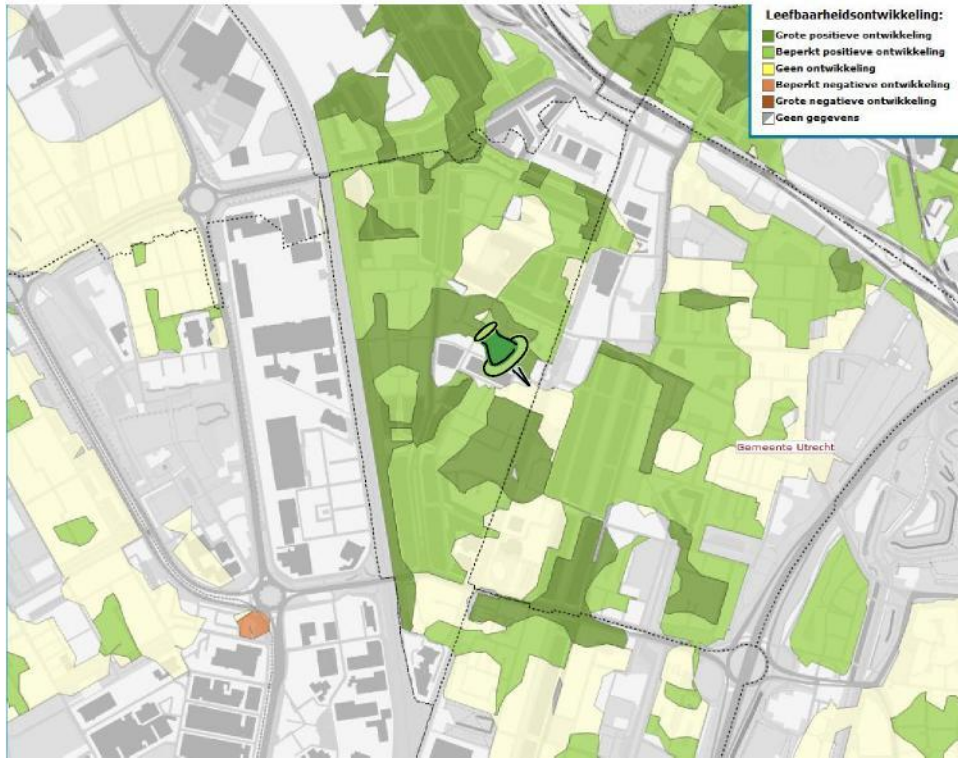 Leefbaarheidsontwikkeling:
Grote positieve ontwikkeling
Beperkt positieve ontwikkeling
Geen ontwikkeling
Beperkt negatieve ontwikkeling
Grote negatieve ontwikkeling
Geen gegevens
Gemeente Utrecht